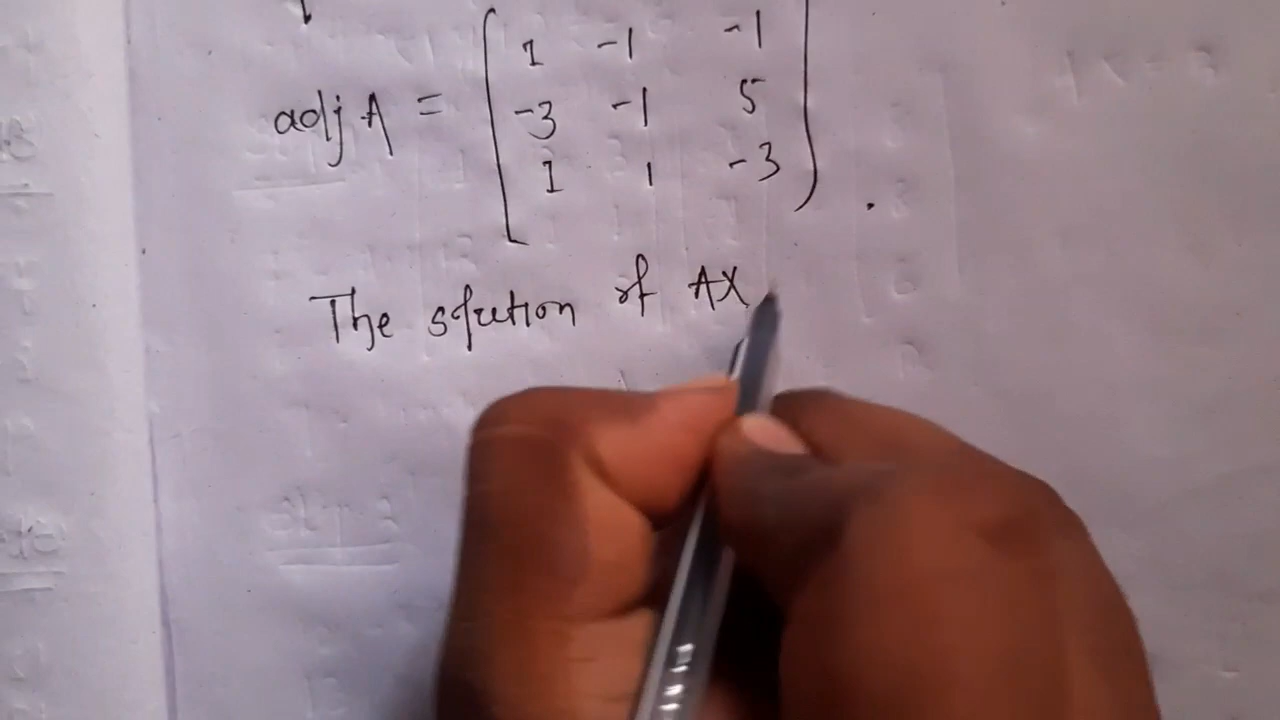 adj A = [ 1 -1 -1
-3 -1 5
1 1 -3 ] .
The solution of AX